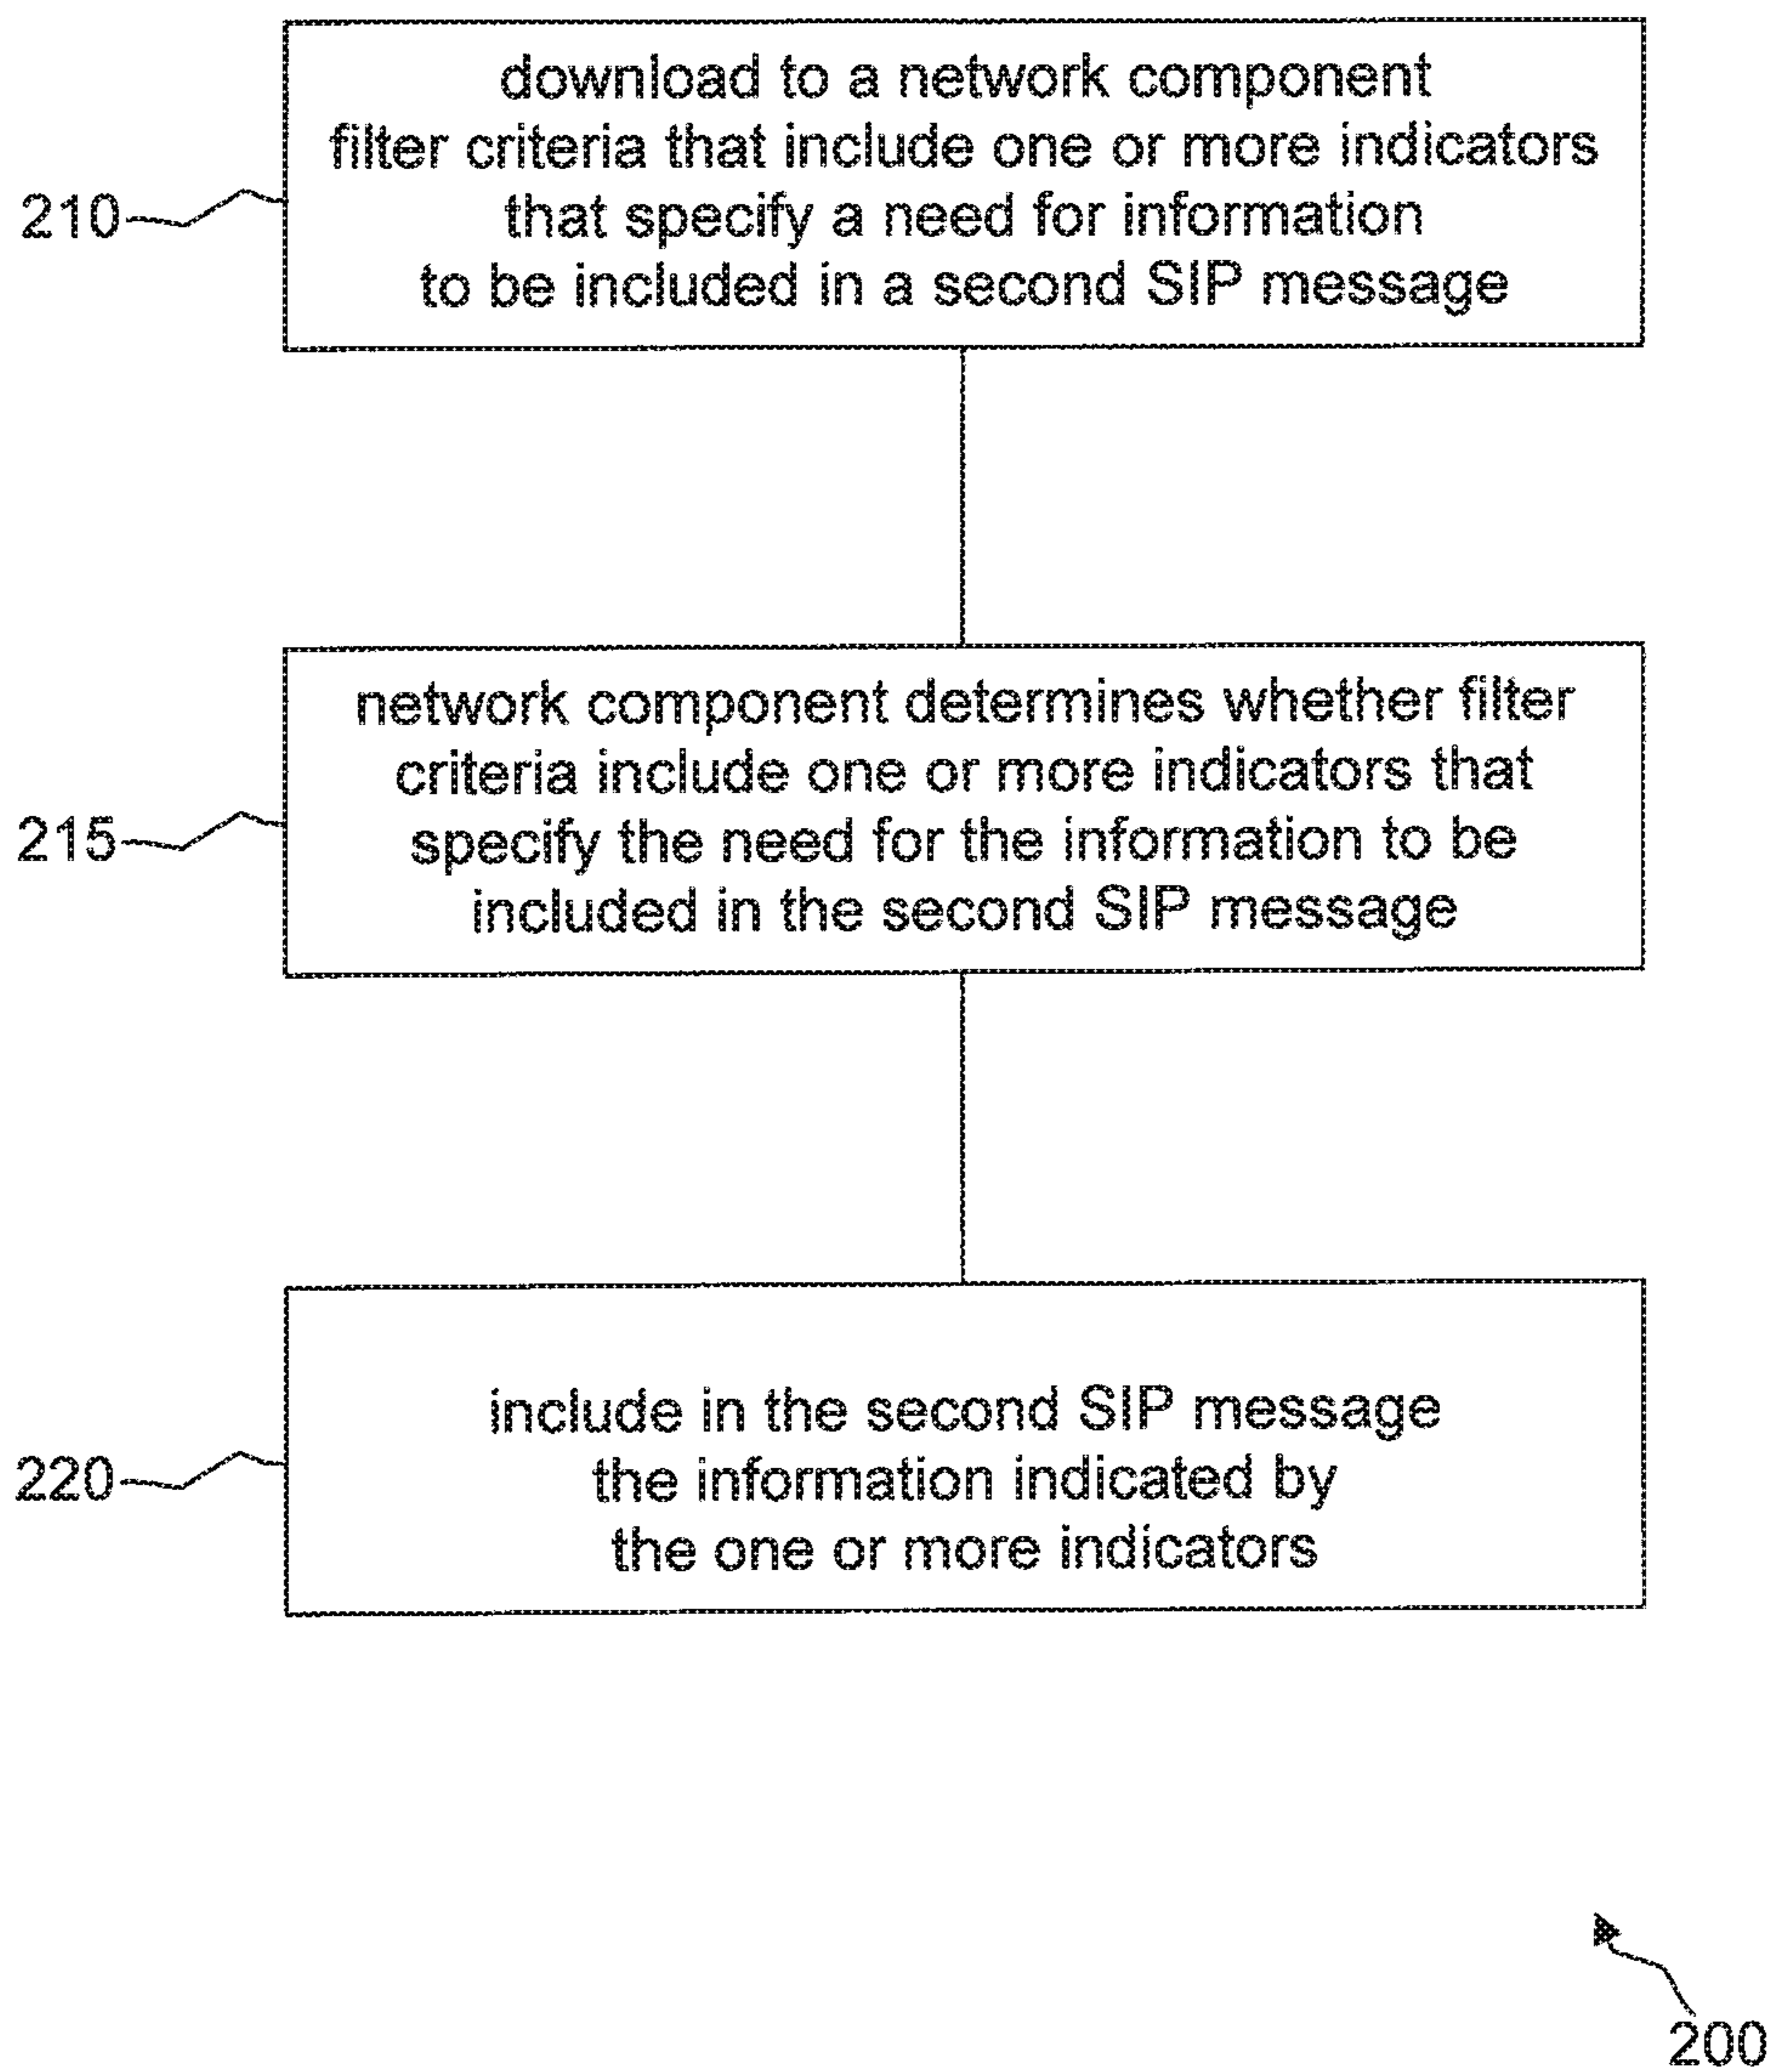 download to a network component
filter criteria that include one or more indicators
that specify a need for information
to be included in a second SIP message
210
network component determines whether filter
criteria include one or more indicators that
specify the need for the information to be
included in the second SIP message
215
include in the second SIP message
the information indicated by
the one or more indicators
220
200